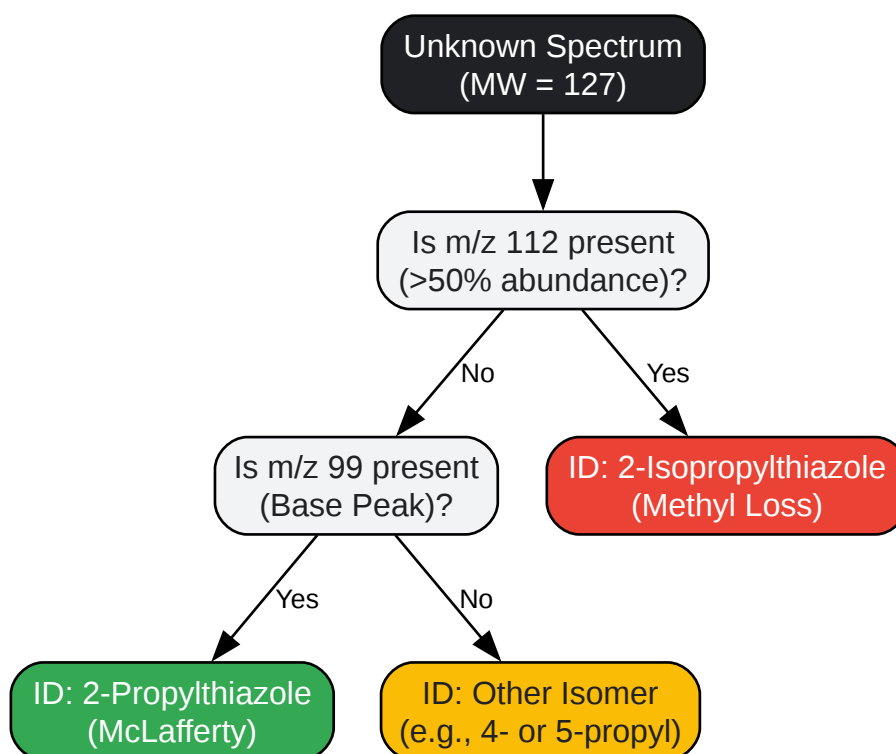 Unknown Spectrum
(MW = 127)
Is m/z 112 present
(>50% abundance)?
No
Yes
Is m/z 99 present
(Base Peak)?
ID: 2-Isopropylthiazole
(Methyl Loss)
Yes
No
ID: 2-Propylthiazole
(McLafferty)
ID: Other Isomer
(e.g., 4- or 5-propyl)